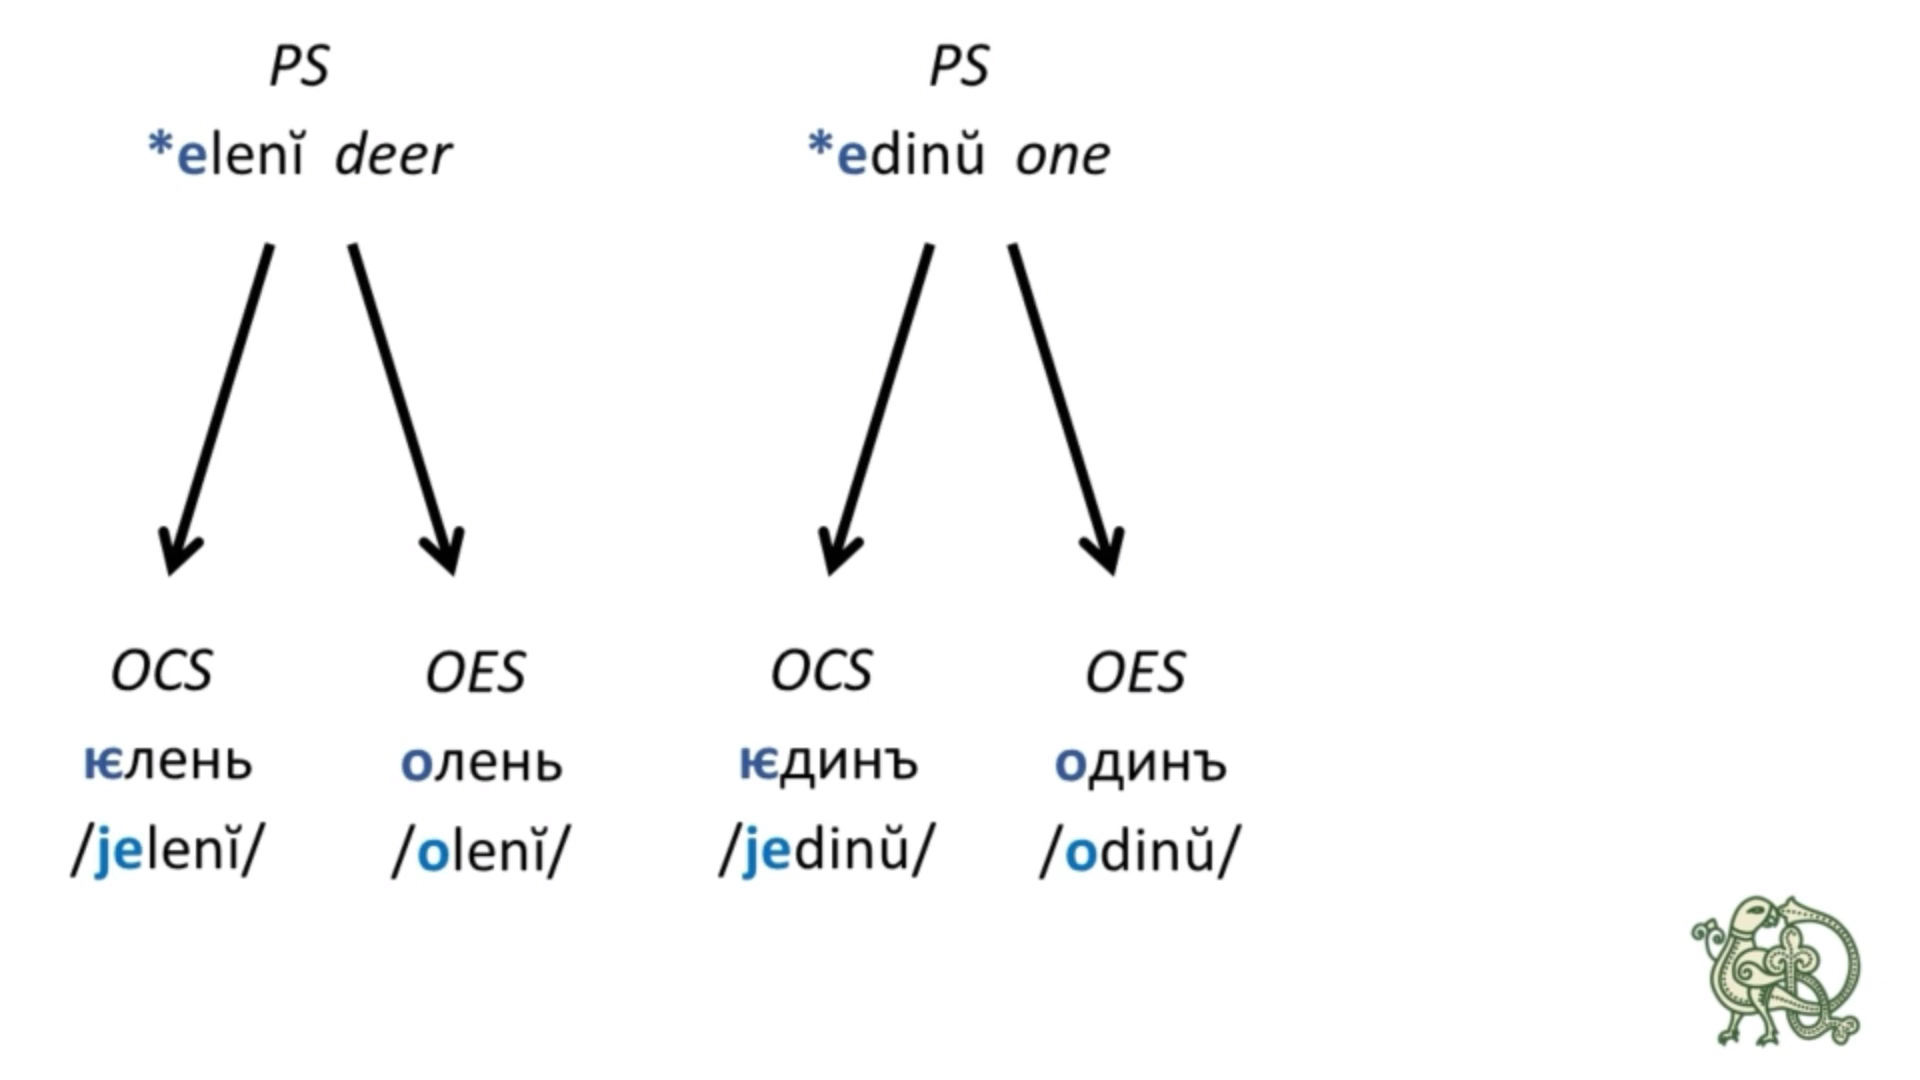 PS
*elenĭ deer
OCS
ѥлень
/jelenĭ/
OES
олень
/olenĭ/
PS
*edinŭ one
OCS
ѥдинъ
/jedinŭ/
OES
одинъ
/odinŭ/